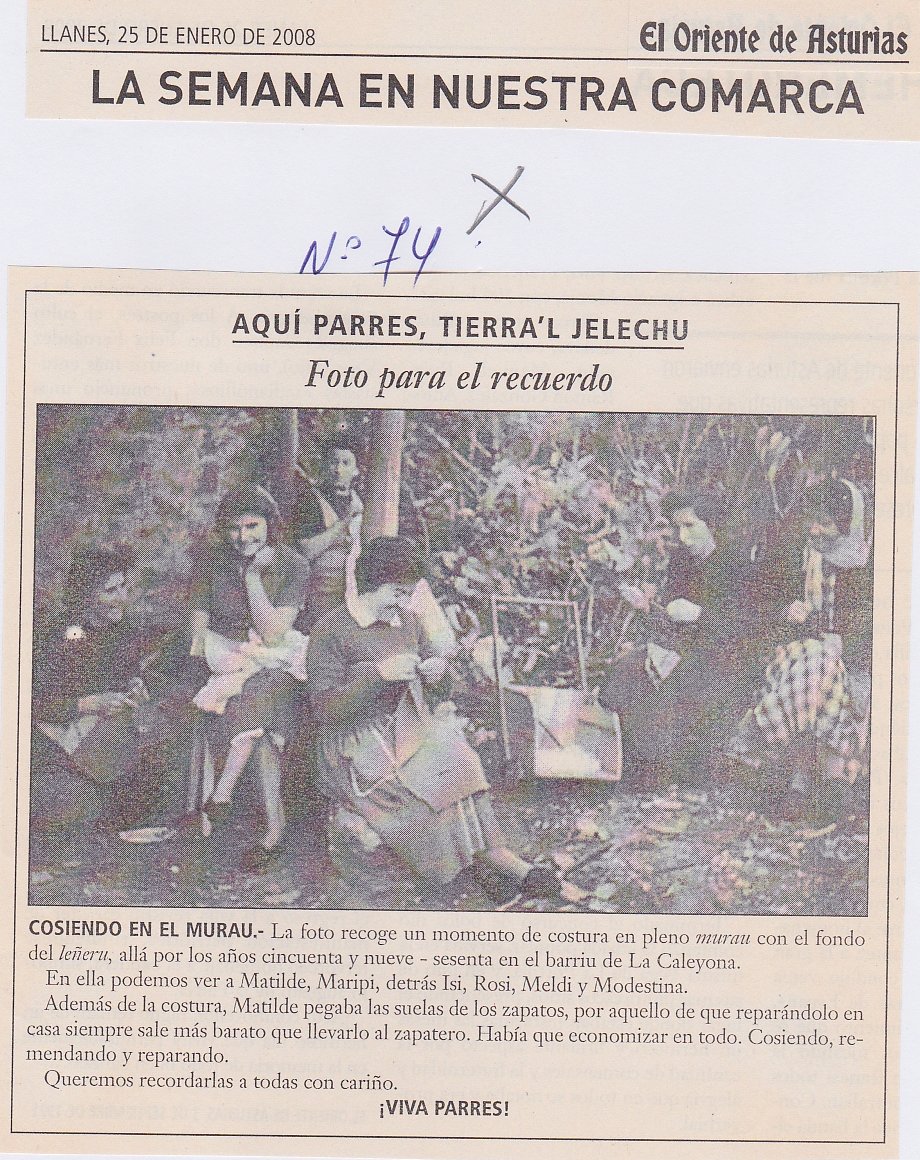 LLANES, 25 DE ENERO DE 2008
El Oriente de Asturias
LA SEMANA EN NUESTRA COMARCA
Nº 74
AQUÍ PARRES, TIERRA'L JELECHU
Foto para el recuerdo
COSIENDO EN EL MURAU.- La foto recoge un momento de costura en pleno murau con el fondo
del leñeru, allá por los años cincuenta y nueve - sesenta en el barriu de La Caleyona.
En ella podemos ver a Matilde, Maripi, detrás Isi, Rosi, Meldi y Modestina.
Además de la costura, Matilde pegaba las suelas de los zapatos, por aquello de que reparándolo en
casa siempre sale más barato que llevarlo al zapatero. Había que economizar en todo. Cosiendo, re-
mendando y reparando.
Queremos recordarlas a todas con cariño.
¡VIVA PARRES!